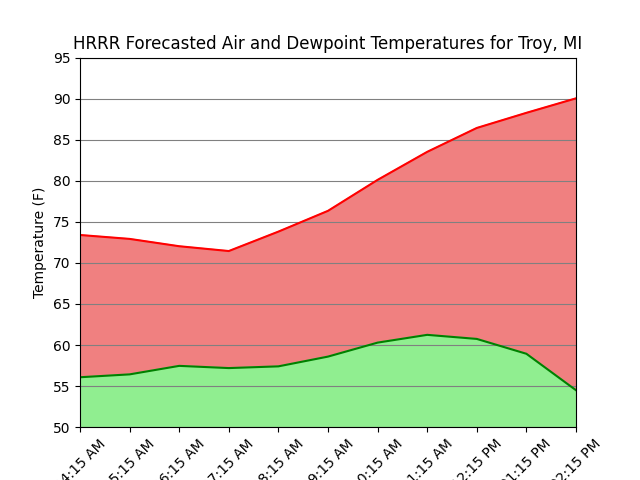 HRRR Forecasted Air and Dewpoint Temperatures for Troy, MI
95
90
85
80
75
70
65
60
55
50
Temperature (F)
4:15 AM
5:15 AM
6:15 AM
7:15 AM
8:15 AM
9:15 AM
0:15 AM
1:15 AM
2:15 PM
01:15 PM
02:15 PM